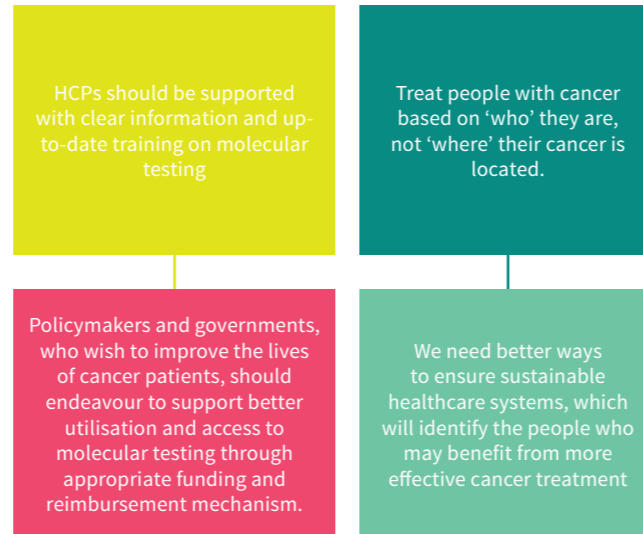 HCPs should be supported
with clear information and up-
to-date training on molecular
testing
Treat people with cancer
based on ‘who’ they are,
not ‘where’ their cancer is
located.
Policymakers and governments,
who wish to improve the lives
of cancer patients, should
endeavour to support better
utilisation and access to
molecular testing through
appropriate funding and
reimbursement mechanism.
We need better ways
to ensure sustainable
healthcare systems, which
will identify the people who
may benefit from more
effective cancer treatment